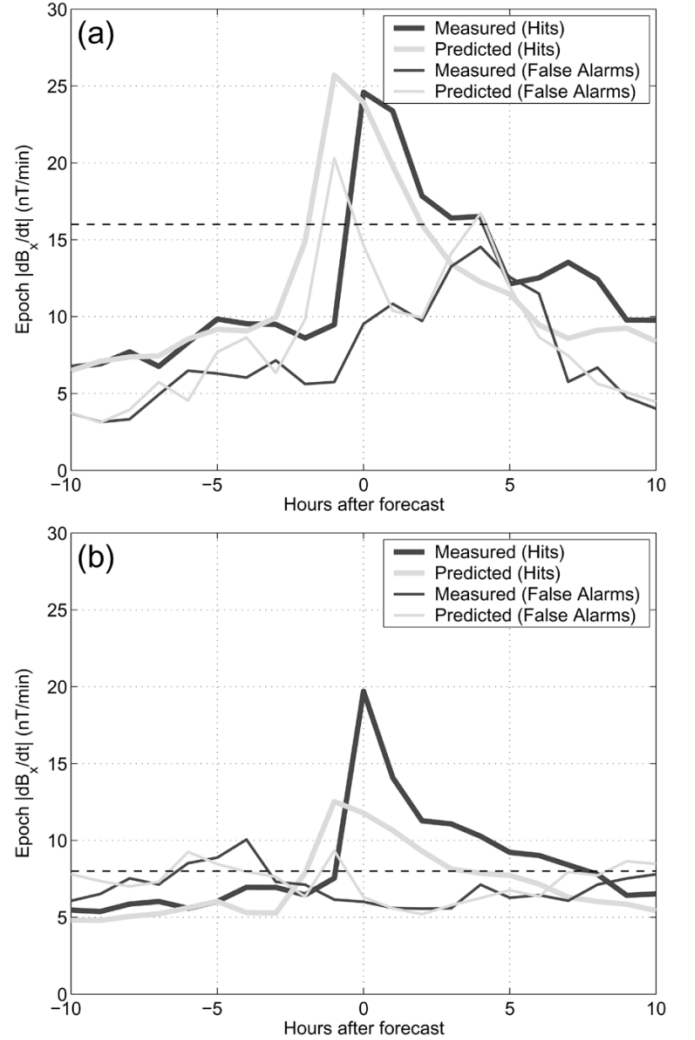 (a)
Measured (Hits)
Predicted (Hits)
Measured (False Alarms)
Predicted (False Alarms)
30
25
20
15
10
5
0
Epoch |dBₓ/dt| (nT/min)
−10
−5
0
5
10
Hours after forecast
(b)
Measured (Hits)
Predicted (Hits)
Measured (False Alarms)
Predicted (False Alarms)
30
25
20
15
10
5
0
Epoch |dBₓ/dt| (nT/min)
−10
−5
0
5
10
Hours after forecast